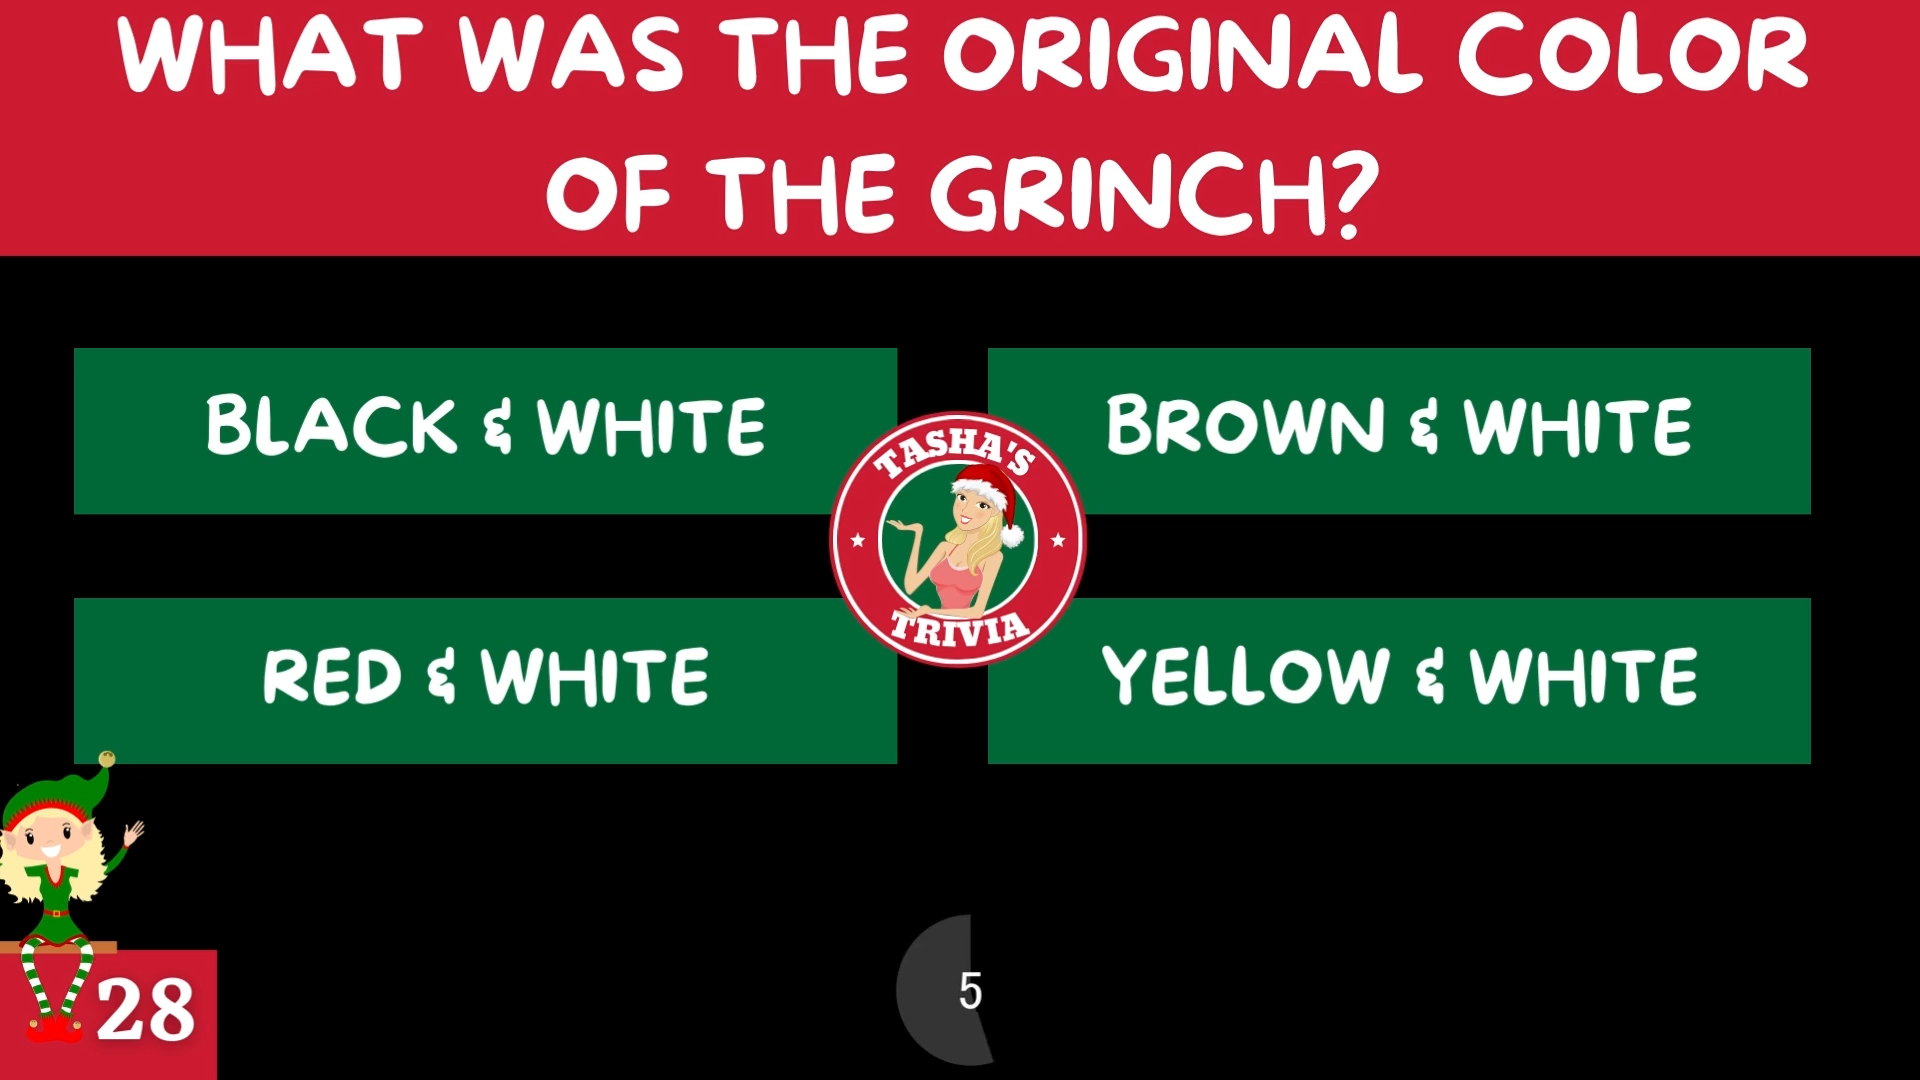 WHAT WAS THE ORIGINAL COLOR
OF THE GRINCH?
BLACK & WHITE
BROWN & WHITE
TASHA'S
TRIVIA
RED & WHITE
YELLOW & WHITE
28
5